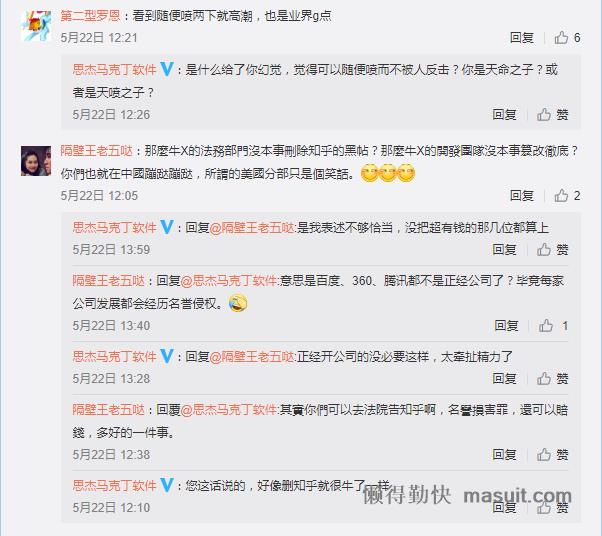 第二型罗恩：看到随便喷两下就高潮，也是业界g点
5月22日 12:21
回复 6
思杰马克丁软件 V：是什么给了你幻觉，觉得可以随便喷而不被人反击？你是天命之子？或
者是天喷之子？
5月22日 12:26
回复 赞
隔壁王老五哒：那麼牛X的法務部門沒本事刪除知乎的黑帖？那麼牛X的開發團隊沒本事篡改徹底？
你們也就在中國蹦跶蹦跶，所謂的美國分部只是個笑話。
5月22日 12:05
回复 2
思杰马克丁软件 V：回复@隔壁王老五哒:是我表述不够恰当，没把超有钱的那几位都算上
5月22日 13:59
回复 赞
隔壁王老五哒：回复@思杰马克丁软件:意思是百度、360、腾讯都不是正经公司了？毕竟每家
公司发展都会经历名誉侵权。
5月22日 13:40
回复 1
思杰马克丁软件 V：回复@隔壁王老五哒:正经开公司的没必要这样，太牵扯精力了
5月22日 13:28
回复 赞
隔壁王老五哒：回覆@思杰马克丁软件:其實你們可以去法院告知乎啊，名譽損害罪，還可以賠
錢，多好的一件事。
5月22日 12:38
回复 赞
思杰马克丁软件 V：您这话说的，好像删知乎就很牛了一样
5月22日 12:10
回复 赞
懒得勤快 masuit.com